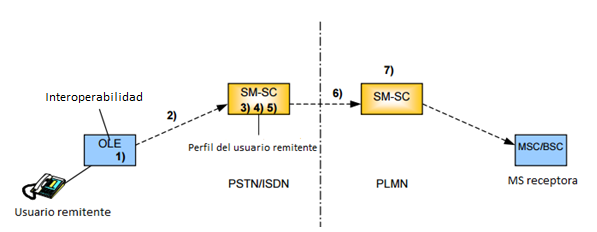 7)
Interoperabilidad
SM-SC
SM-SC
2)
3) 4) 5)
6)
OLE
1)
Perfil del usuario remitente
MSC/BSC
PSTN/ISDN
PLMN
MS receptora
Usuario remitente